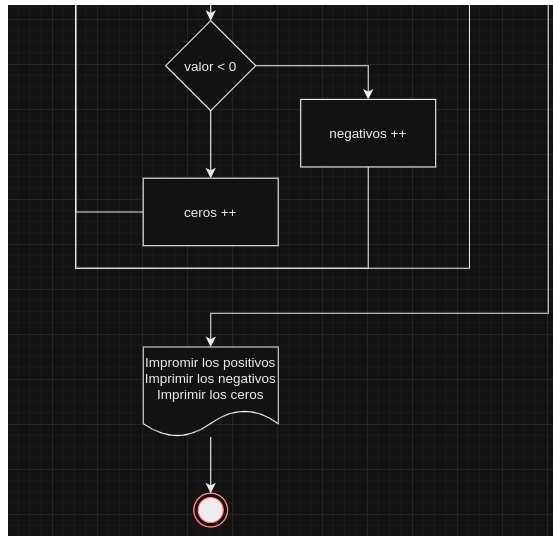 valor < 0
negativos ++
ceros ++
Impromir los positivos
Imprimir los negativos
Imprimir los ceros